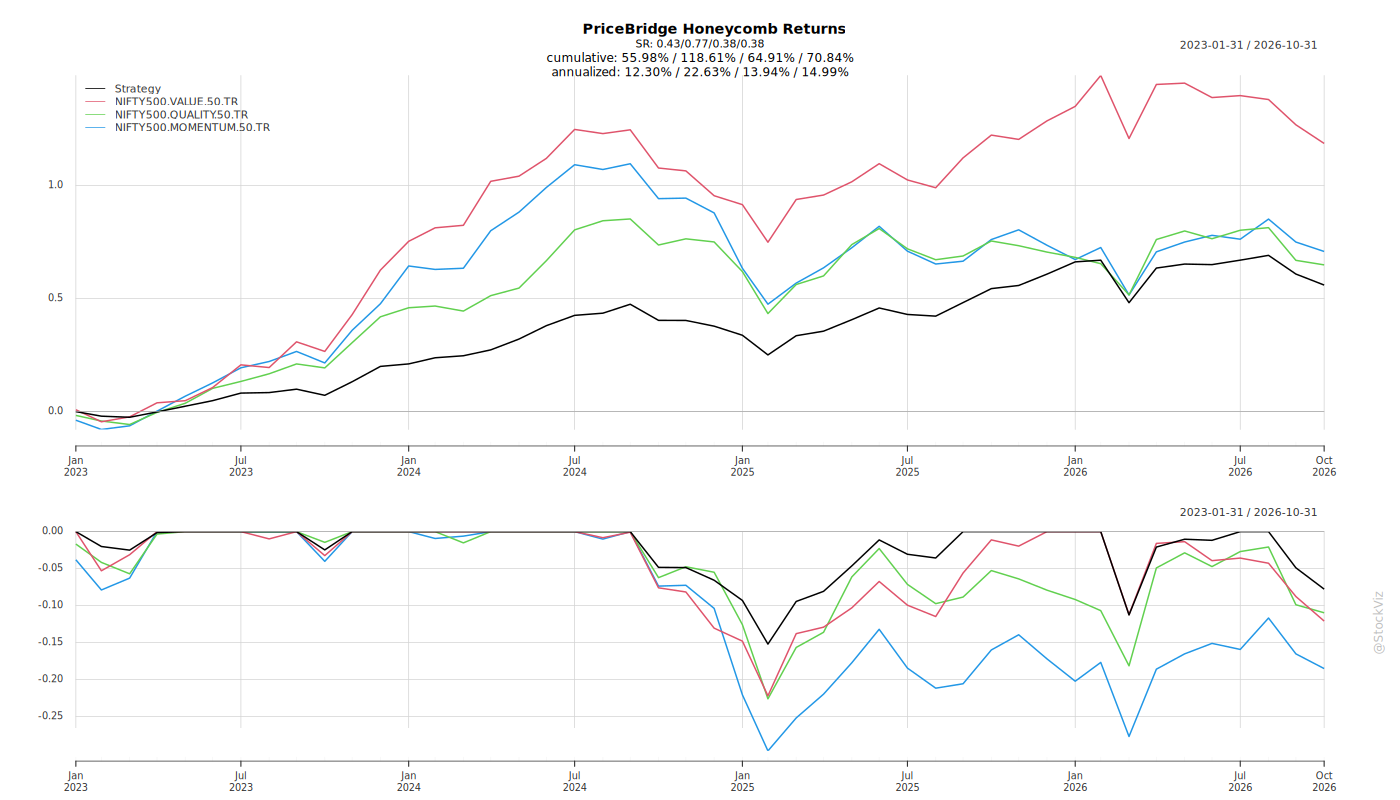 PriceBridge Honeycomb Returns
SR: 0.43/0.77/0.38/0.38
cumulative: 55.98% / 118.61% / 64.91% / 70.84%
annualized: 12.30% / 22.63% / 13.94% / 14.99%
2023-01-31 / 2026-10-31
Strategy
NIFTY500.VALUE.50.TR
NIFTY500.QUALITY.50.TR
NIFTY500.MOMENTUM.50.TR
1.0
0.5
0.0
Jan Jul Jan Jul Jan Jul Jan Jul Oct
2023 2023 2024 2024 2025 2025 2026 2026 2026
2023-01-31 / 2026-10-31
0.00
-0.05
-0.10
-0.15
-0.20
-0.25
Jan Jul Jan Jul Jan Jul Jan Jul Oct
2023 2023 2024 2024 2025 2025 2026 2026 2026
@StockViz